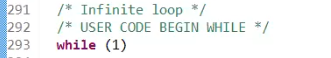 291 /* Infinite loop */
292 /* USER CODE BEGIN WHILE */
293 while (1)